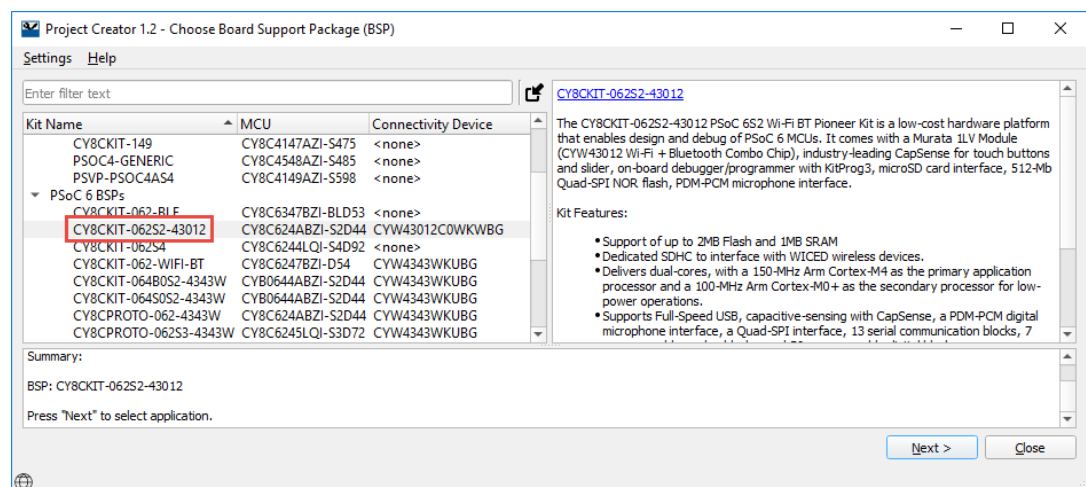 Project Creator 1.2 - Choose Board Support Package (BSP)
Settings Help
Enter filter text
Kit Name MCU Connectivity Device
CY8CKIT-149 CY8C4147AZI-S475 <none>
PSOC4-GENERIC CY8C4548AZI-S485 <none>
PSVP-PSOC4AS4 CY8C4149AZI-S598 <none>
PSoC 6 BSPs
CY8CKIT-062-BLE CY8C6347BZI-BLD53 <none>
CY8CKIT-062S2-43012 CY8C624ABZI-S2D44 CYW43012C0WKWBG
CY8CKIT-062S4 CY8C6244LQI-S4D92 <none>
CY8CKIT-062-WIFI-BT CY8C6247BZI-D54 CYW4343WKUBG
CY8CKIT-064B0S2-4343W CYB0644ABZI-S2D44 CYW4343WKUBG
CY8CKIT-064S0S2-4343W CYB0644ABZI-S2D44 CYW4343WKUBG
CY8CPROTO-062-4343W CY8C624ABZI-S2D44 CYW4343WKUBG
CY8CPROTO-062S3-4343W CY8C6245LQI-S3D72 CYW4343WKUBG
CY8CKIT-062S2-43012
The CY8CKIT-062S2-43012 PSoC 6S2 Wi-Fi BT Pioneer Kit is a low-cost hardware platform
that enables design and debug of PSoC 6 MCUs. It comes with a Murata 1LV Module
(CYW43012 Wi-Fi + Bluetooth Combo Chip), industry-leading CapSense for touch buttons
and slider, on-board debugger/programmer with KitProg3, microSD card interface, 512-Mb
Quad-SPI NOR flash, PDM-PCM microphone interface.
Kit Features:
•Support of up to 2MB Flash and 1MB SRAM
•Dedicated SDHC to interface with WICED wireless devices.
•Delivers dual-cores, with a 150-MHz Arm Cortex-M4 as the primary application
processor and a 100-MHz Arm Cortex-M0+ as the secondary processor for low-
power operations.
•Supports Full-Speed USB, capacitive-sensing with CapSense, a PDM-PCM digital
microphone interface, a Quad-SPI interface, 13 serial communication blocks, 7
Summary:
BSP: CY8CKIT-062S2-43012
Press "Next" to select application.
Next > Close